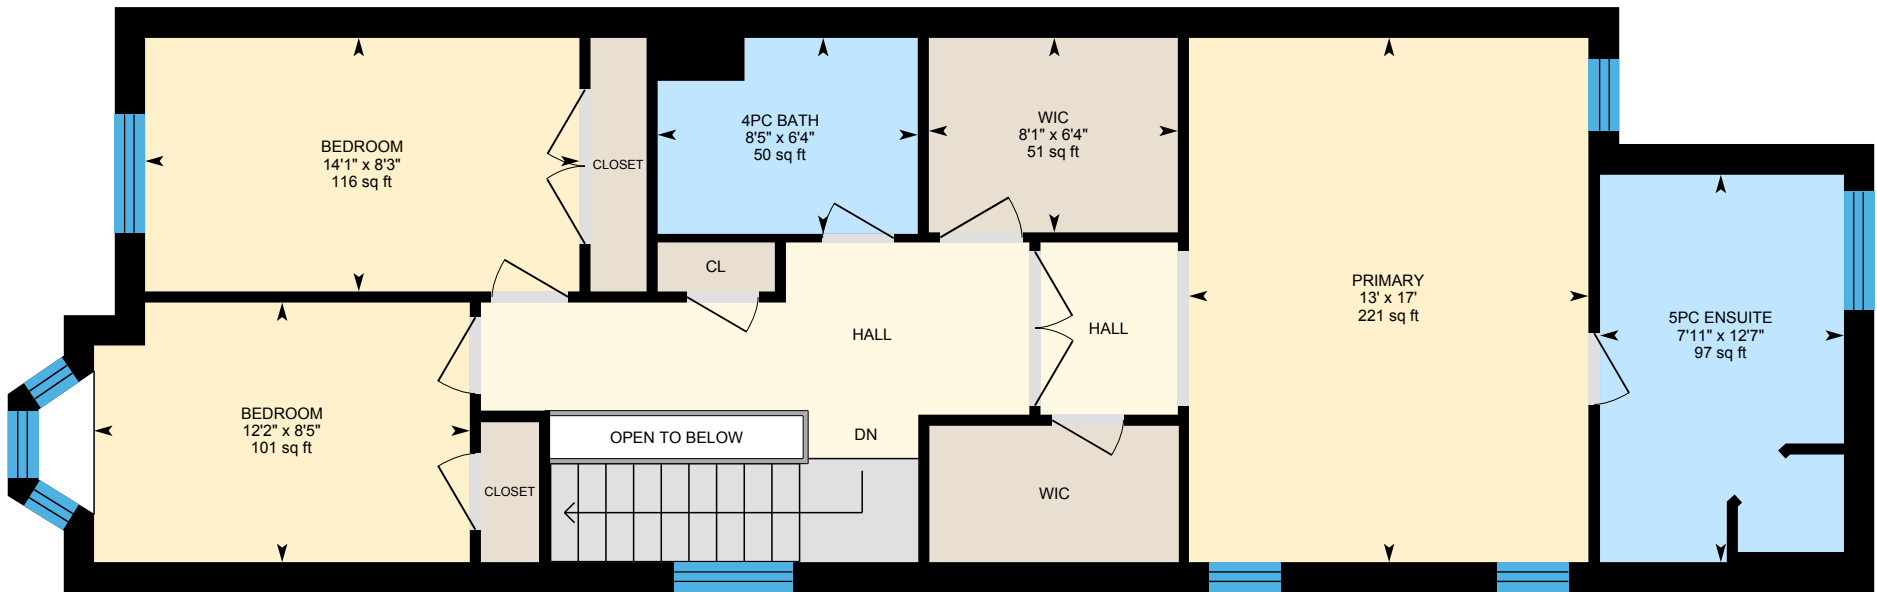 BEDROOM
14'1" x 8'3"
116 sq ft
CLOSET
4PC BATH
8'5" x 6'4"
50 sq ft
WIC
8'1" x 6'4"
51 sq ft
CL
HALL
HALL
PRIMARY
13' x 17'
221 sq ft
5PC ENSUITE
7'11" x 12'7"
97 sq ft
BEDROOM
12'2" x 8'5"
101 sq ft
CLOSET
OPEN TO BELOW
DN
WIC